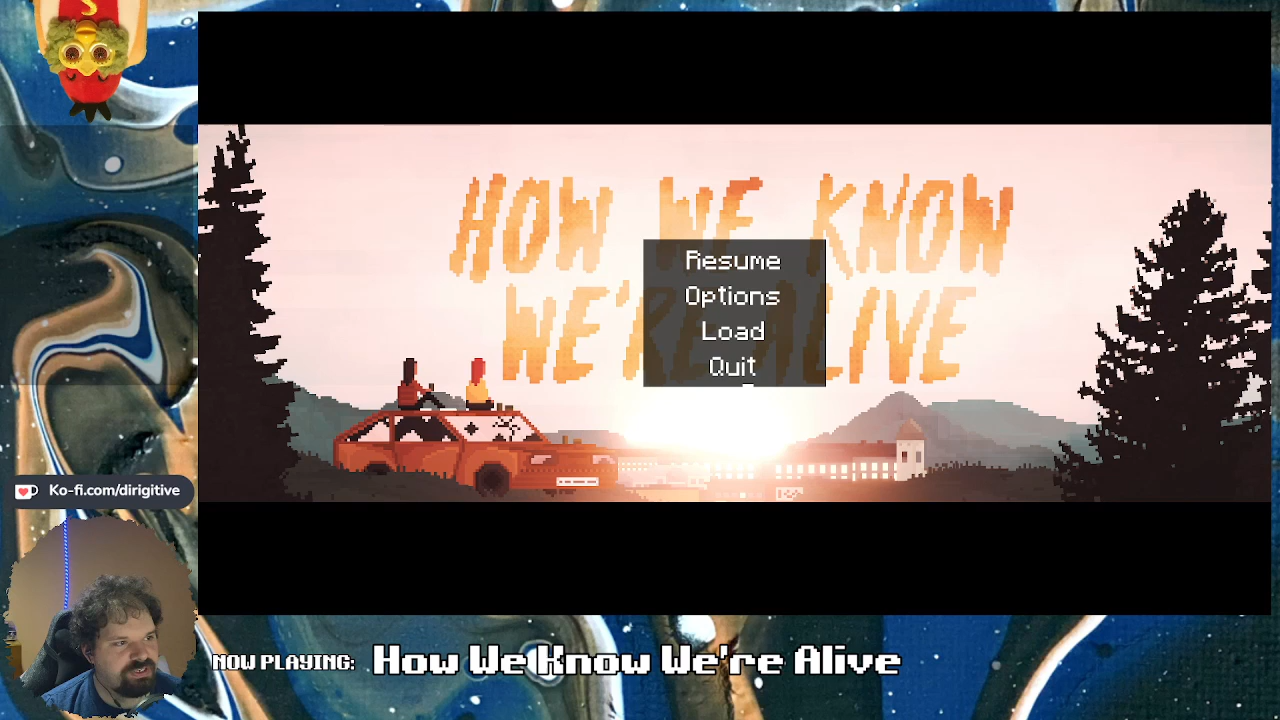 HOW WE KNOW
WE'RE ALIVE
Resume
Options
Load
Quit
Ko-fi.com/dirigitive
NOW PLAYING: How We Know We're Alive